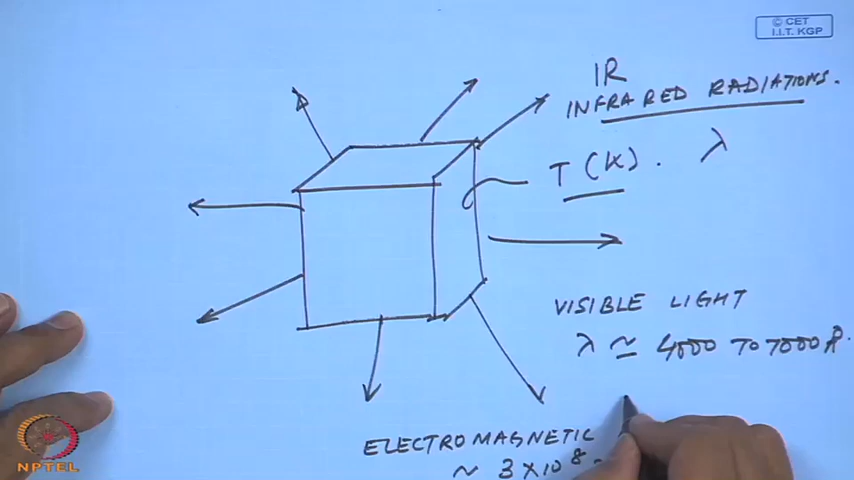 © CET
I.I.T. KGP
IR
INFRARED RADIATIONS.
T (K). λ
VISIBLE LIGHT
λ ≃ 4000 TO 7000 Å.
ELECTROMAGNETIC
~ 3 × 10⁸
NPTEL